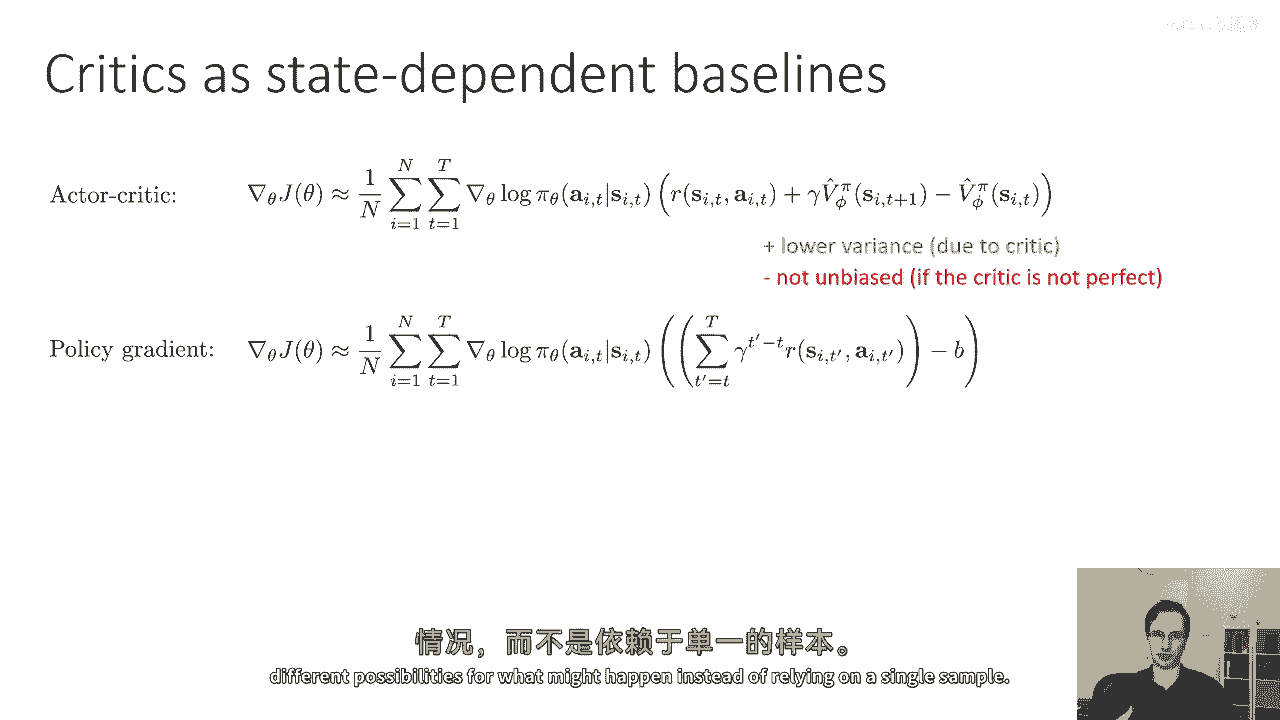 Critics as state-dependent baselines
Actor-critic: $\nabla_\theta J(\theta) \approx \frac{1}{N} \sum_{i=1}^{N} \sum_{t=1}^{T} \nabla_\theta \log \pi_\theta(\mathbf{a}_{i,t}|\mathbf{s}_{i,t}) \left( r(\mathbf{s}_{i,t}, \mathbf{a}_{i,t}) + \gamma \hat{V}^\pi_\phi(\mathbf{s}_{i,t+1}) - \hat{V}^\pi_\phi(\mathbf{s}_{i,t}) \right)$
+ lower variance (due to critic)
- not unbiased (if the critic is not perfect)
Policy gradient: $\nabla_\theta J(\theta) \approx \frac{1}{N} \sum_{i=1}^{N} \sum_{t=1}^{T} \nabla_\theta \log \pi_\theta(\mathbf{a}_{i,t}|\mathbf{s}_{i,t}) \left( \left( \sum_{t'=t}^{T} \gamma^{t'-t} r(\mathbf{s}_{i,t'}, \mathbf{a}_{i,t'}) \right) - b \right)$
情况，而不是依赖于单一的样本。
different possibilities for what might happen instead of relying on a single sample.